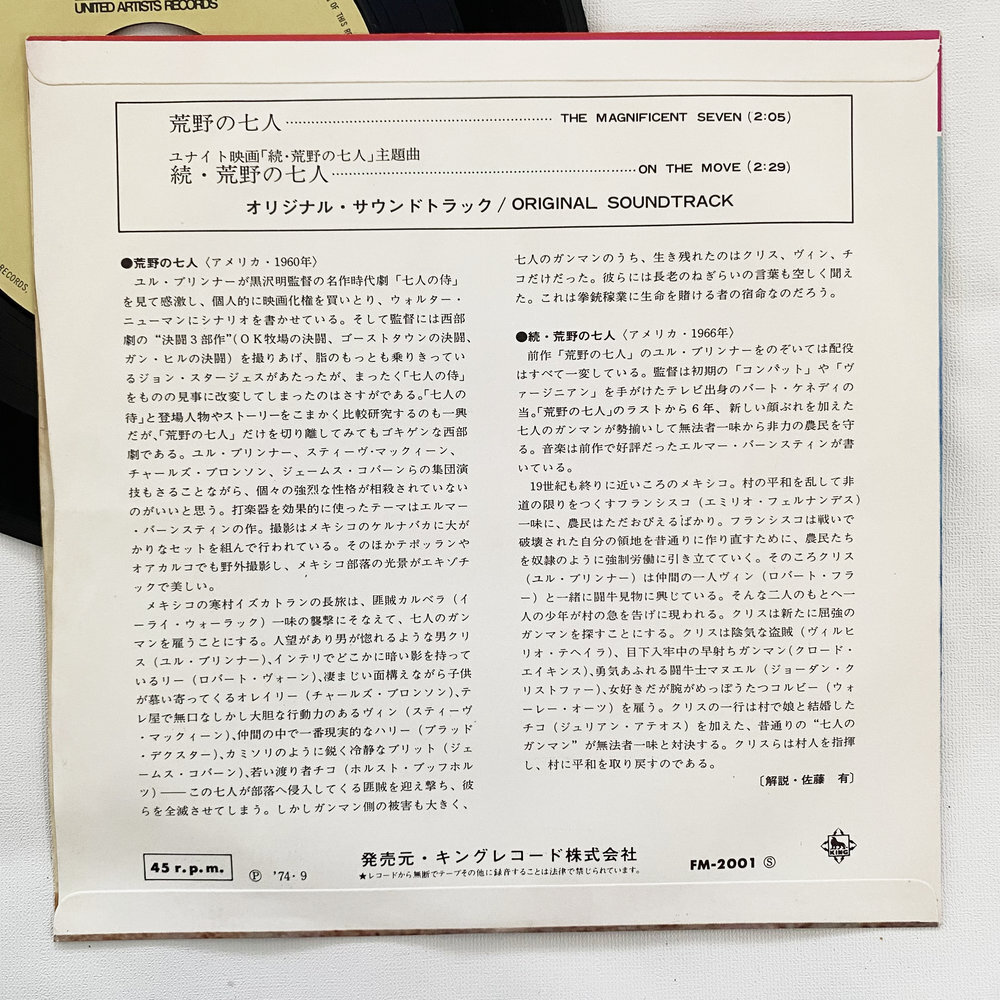 UNITED ARTISTS RECORDS
OF THIS R
RECORDS,
荒野の七人 THE MAGNIFICENT SEVEN (2:05)
ユナイト映画「続・荒野の七人」主題曲
続・荒野の七人 ON THE MOVE (2:29)
オリジナル・サウンドトラック / ORIGINAL SOUNDTRACK
●荒野の七人〈アメリカ・1960年〉
ユル・ブリンナーが黒沢明監督の名作時代劇「七人の侍」
を見て感激し、個人的に映画化権を買いとり、ウォルター・
ニューマンにシナリオを書かせている。そして監督には西部
劇の“決闘3部作”(OK牧場の決闘、ゴーストタウンの決闘、
ガン・ヒルの決闘)を撮りあげ、脂のもっとも乗りきってい
るジョン・スタージェスがあたったが、まったく「七人の侍」
をものの見事に改変してしまったのはさすがである。「七人の
待」と登場人物やストーリーをこまかく比較研究するのも一興
だが、「荒野の七人」だけを切り離してみてもゴキゲンな西部
劇である。ユル・ブリンナー、スティーヴ・マックィーン、
チャールズ・ブロンソン、ジェームス・コバーンらの集団演
技もさることながら、個々の強烈な性格が相殺されていない
のがいいと思う。打楽器を効果的に使ったテーマはエルマー
・バーンスティンの作。撮影はメキシコのケルナバカに大が
かりなセットを組んで行われている。そのほかテポッランや
オアカルコでも野外撮影し、メキシコ部落の光景がエキゾチ
ックで美しい。
メキシコの寒村イズカトランの長旅は、匪賊カルベラ(イ
ーライ・ウォーラック)一味の襲撃にそなえて、七人のガン
マンを雇うことにする。人望があり男が惚れるような男クリ
ス(ユル・ブリンナー)、インテリでどこかに暗い影を持って
いるリー(ロバート・ヴォーン)、凄まじい面構えながら子供
が慕い寄ってくるオレイリー(チャールズ・ブロンソン)、テ
レ屋で無口なしかし大胆な行動力のあるヴィン(スティーヴ
・マックィーン)、仲間の中で一番現実的なハリー(ブラッド
・デクスター)、カミソリのように鋭く冷静なブリット(ジェ
ームス・コバーン)、若い渡り者チコ(ホルスト・ブッフホル
ツ)――この七人が部落へ侵入してくる匪賊を迎え撃ち、彼
らを全滅させてしまう。しかしガンマン側の被害も大きく、
七人のガンマンのうち、生き残れたのはクリス、ヴィン、チ
コだけだった。彼らには長老のねぎらいの言葉も空しく聞え
た。これは拳銃稼業に生命を賭ける者の宿命なのだろう。
●続・荒野の七人〈アメリカ・1966年〉
前作「荒野の七人」のユル・ブリンナーをのぞいては配役
はすべて一変している。監督は初期の「コンパット」や「ヴ
ァージニアン」を手がけたテレビ出身のバート・ケネディの
当。「荒野の七人」のラストから6年、新しい顔ぶれを加えた
七人のガンマンが勢揃いして無法者一味から非力の農民を守
る。音楽は前作で好評だったエルマー・バーンスティンが書
いている。
19世紀も終りに近いころのメキシコ。村の平和を乱して非
道の限りをつくすフランシスコ(エミリオ・フェルナンデス)
一味に、農民はただおびえるばかり。フランシスコは戦いで
破壊された自分の領地を昔通りに作り直すために、農民たち
を奴隷のように強制労働に引き立てていく。そのころクリス
(ユル・ブリンナー)は仲間の一人ヴィン(ロバート・フラ
ー)と一緒に闘牛見物に興じている。そんな二人のもとへ一
人の少年が村の急を告げに現われる。クリスは新たに屈強の
ガンマンを探すことにする。クリスは陰気な盗賊(ヴィルヒ
リオ・テヘイラ)、目下入牢中の早射ちガンマン(クロード・
エイキンス)、勇気あふれる闘牛士マヌエル(ジョーダン・ク
リストファー)、女好きだが腕がめっぽうたつコルビー(ウォ
ーレー・オーツ)を雇う。クリスの一行は村で娘と結婚した
チコ(ジュリアン・アテオス)を加えた、昔通りの“七人の
ガンマン”が無法者一味と対決する。クリスらは村人を指揮
し、村に平和を取り戻すのである。
〔解説・佐藤 有〕
45 r.p.m. Ⓟ '74・9
発売元・キングレコード株式会社
★レコードから無断でテープその他に録音することは法律で禁じられています。
FM-2001 Ⓢ
KING